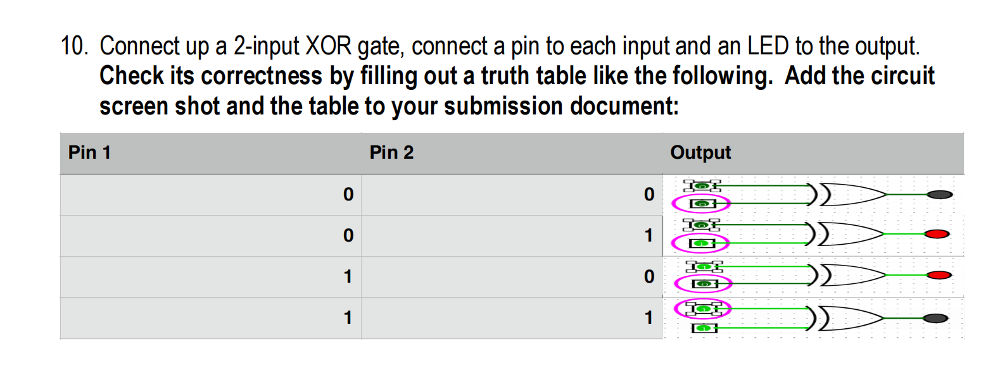 10. Connect up a 2-input XOR gate, connect a pin to each input and an LED to the output.
Check its correctness by filling out a truth table like the following. Add the circuit
screen shot and the table to your submission document:
Pin 1 Pin 2 Output
0 0
0 1
1 0
1 1